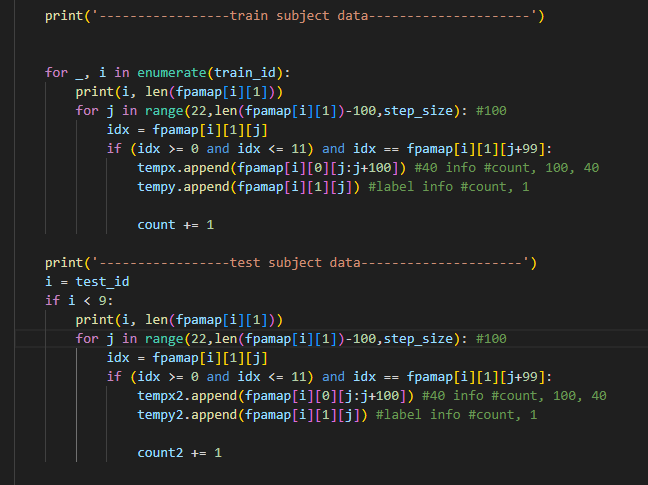 print('-----------------train subject data---------------------')
for _, i in enumerate(train_id):
print(i, len(fpamap[i][1]))
for j in range(22,len(fpamap[i][1])-100,step_size): #100
idx = fpamap[i][1][j]
if (idx >= 0 and idx <= 11) and idx == fpamap[i][1][j+99]:
tempx.append(fpamap[i][0][j:j+100]) #40 info #count, 100, 40
tempy.append(fpamap[i][1][j]) #label info #count, 1
count += 1
print('-----------------test subject data---------------------')
i = test_id
if i < 9:
print(i, len(fpamap[i][1]))
for j in range(22,len(fpamap[i][1])-100,step_size): #100
idx = fpamap[i][1][j]
if (idx >= 0 and idx <= 11) and idx == fpamap[i][1][j+99]:
tempx2.append(fpamap[i][0][j:j+100]) #40 info #count, 100, 40
tempy2.append(fpamap[i][1][j]) #label info #count, 1
count2 += 1